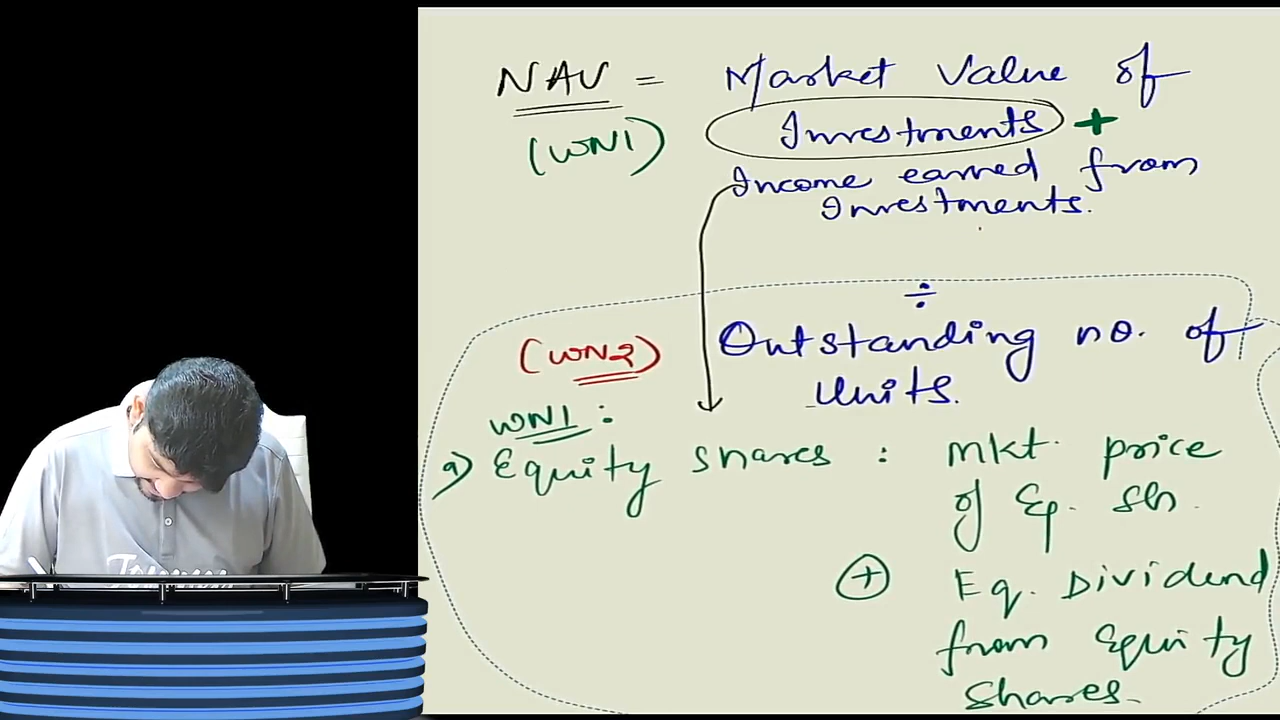 NAV = Market Value of
(WN1) Investments +
Income earned from
Investments.
÷
(WN2) Outstanding no. of
Units.
WN1 :
a) Equity shares : Mkt. price
of Eq. sh.
(+) Eq. Dividend
from Equity
Shares.